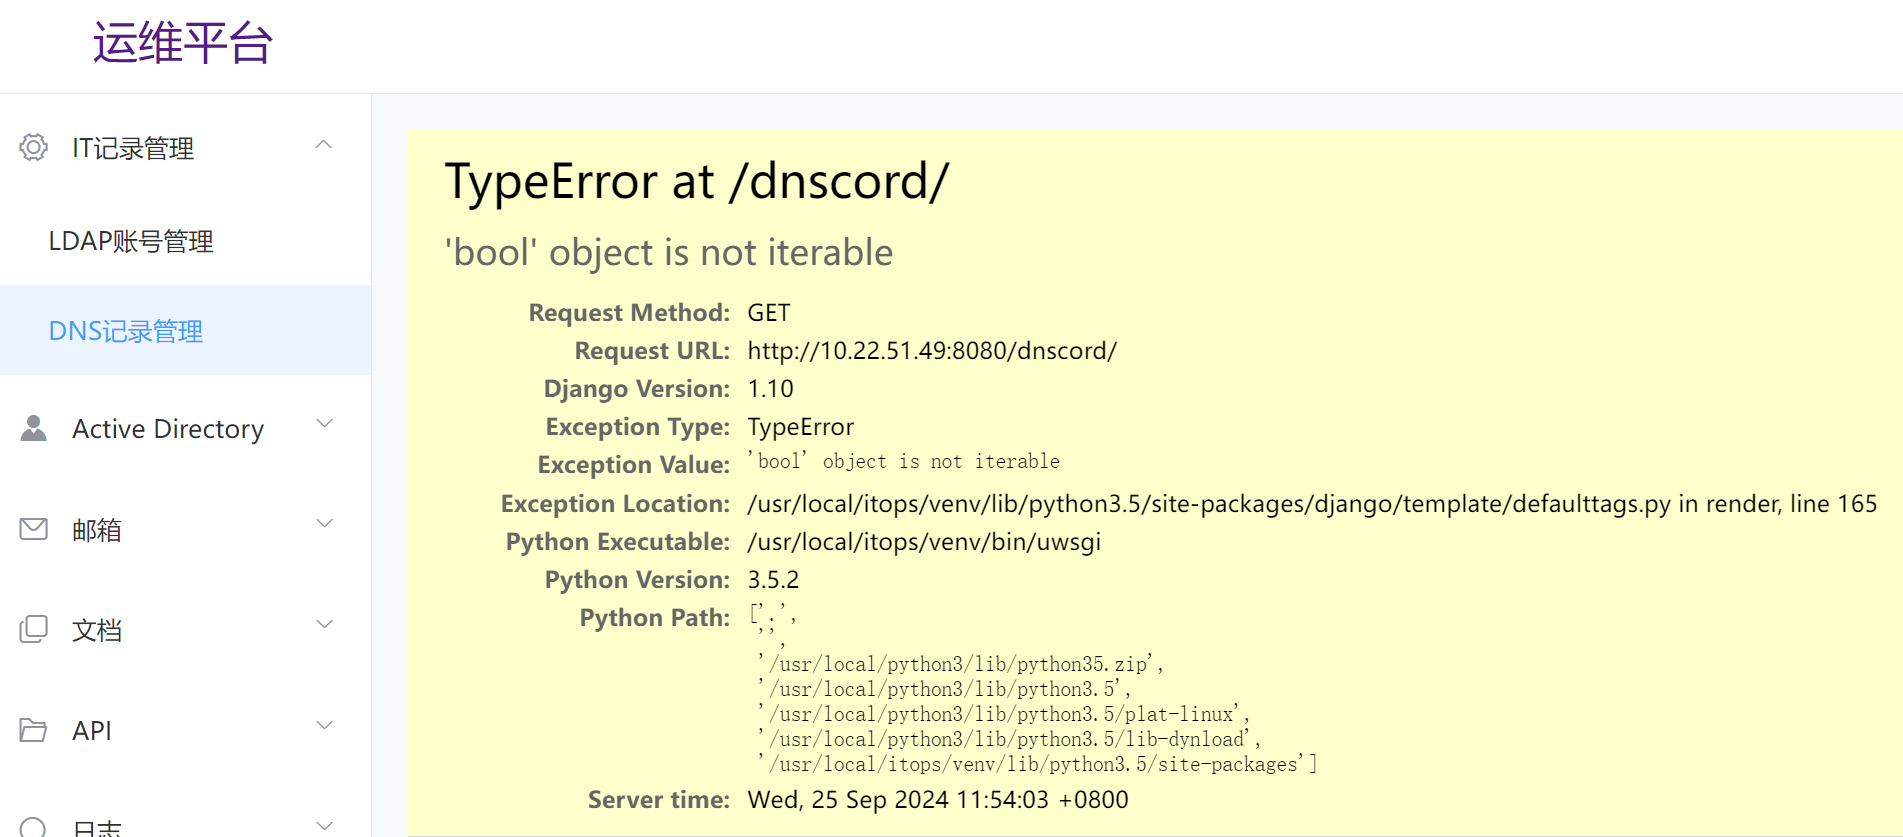 运维平台
IT记录管理
LDAP账号管理
DNS记录管理
Active Directory
邮箱
文档
API
日志
TypeError at /dnscord/
'bool' object is not iterable
Request Method: GET
Request URL: http://10.22.51.49:8080/dnscord/
Django Version: 1.10
Exception Type: TypeError
Exception Value: 'bool' object is not iterable
Exception Location: /usr/local/itops/venv/lib/python3.5/site-packages/django/template/defaulttags.py in render, line 165
Python Executable: /usr/local/itops/venv/bin/uwsgi
Python Version: 3.5.2
Python Path: ['.',
'',
'/usr/local/python3/lib/python35.zip',
'/usr/local/python3/lib/python3.5',
'/usr/local/python3/lib/python3.5/plat-linux',
'/usr/local/python3/lib/python3.5/lib-dynload',
'/usr/local/itops/venv/lib/python3.5/site-packages']
Server time: Wed, 25 Sep 2024 11:54:03 +0800